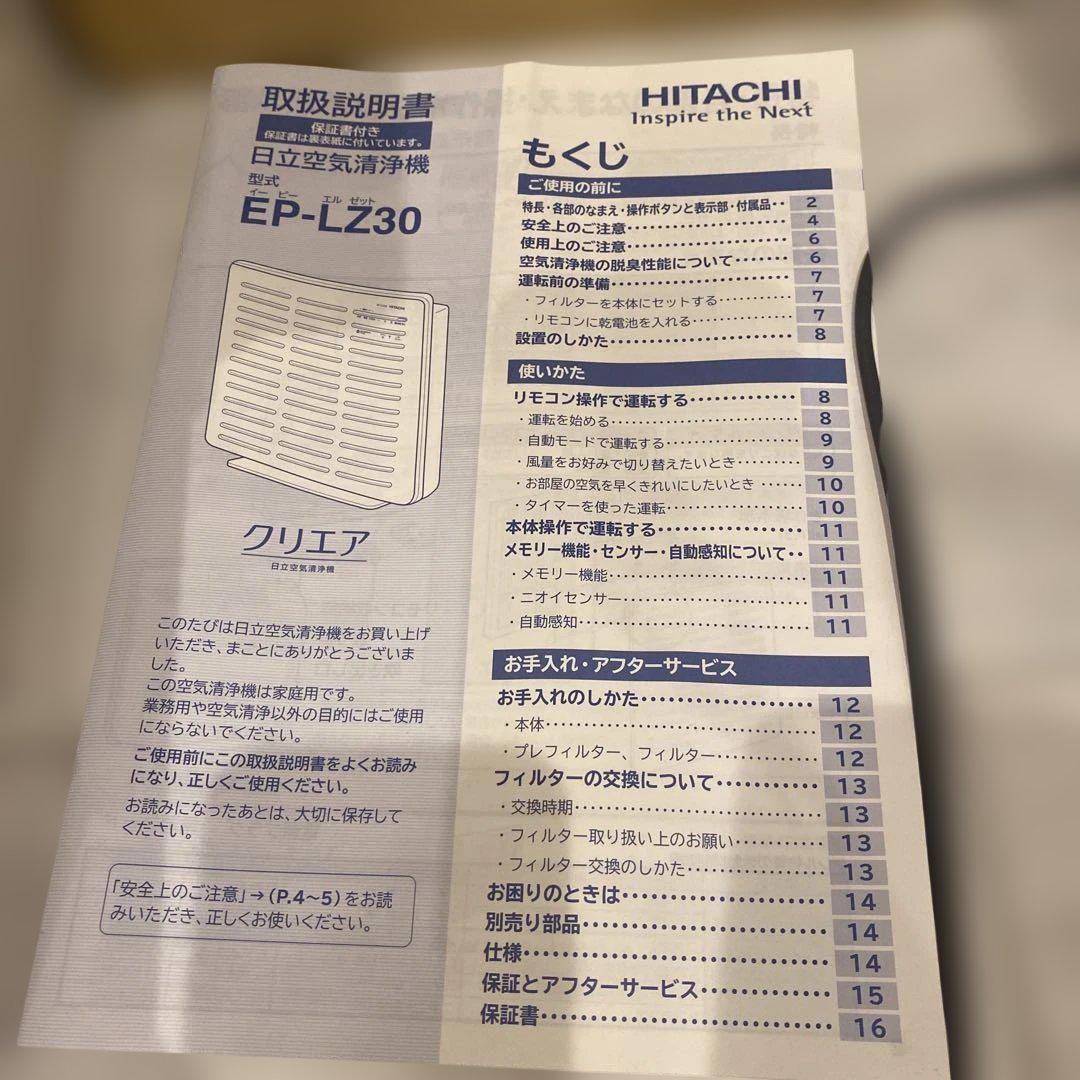 取扱説明書
保証書付き
保証書は裏表紙に付いています。
日立空気清浄機
型式
イー ピー エル ゼット
EP-LZ30
HITACHI
クリエア
日立空気清浄機
このたびは日立空気清浄機をお買い上げ
いただき、まことにありがとうございま
した。
この空気清浄機は家庭用です。
業務用や空気清浄以外の目的にはご使用
にならないでください。
ご使用前にこの取扱説明書をよくお読み
になり、正しくご使用ください。
お読みになったあとは、大切に保存して
ください。
「安全上のご注意」→(P.4～5)をお読
みいただき、正しくお使いください。
HITACHI
Inspire the Next
もくじ
ご使用の前に
特長・各部のなまえ・操作ボタンと表示部・付属品・・ 2
安全上のご注意・・・・・・・・・・・・・・・ 4
使用上のご注意・・・・・・・・・・・・・・・ 6
空気清浄機の脱臭性能について・・・・・・ 6
運転前の準備・・・・・・・・・・・・・・・・ 7
・フィルターを本体にセットする・・・・・・・・・・ 7
・リモコンに乾電池を入れる・・・・・・・・・・・・ 7
設置のしかた・・・・・・・・・・・・・・・・ 8
使いかた
リモコン操作で運転する・・・・・・・・・・・ 8
・運転を始める・・・・・・・・・・・・・・・・・・ 8
・自動モードで運転する・・・・・・・・・・・・・・ 9
・風量をお好みで切り替えたいとき・・・・・・・・・ 9
・お部屋の空気を早くきれいにしたいとき・・・・・・ 10
・タイマーを使った運転・・・・・・・・・・・・・・ 10
本体操作で運転する・・・・・・・・・・・・・ 11
メモリー機能・センサー・自動感知について・・ 11
・メモリー機能・・・・・・・・・・・・・・・・・・ 11
・ニオイセンサー・・・・・・・・・・・・・・・・・ 11
・自動感知・・・・・・・・・・・・・・・・・・・・ 11
お手入れ・アフターサービス
お手入れのしかた・・・・・・・・・・・・・・ 12
・本体・・・・・・・・・・・・・・・・・・・・・・ 12
・プレフィルター、フィルター・・・・・・・・・・・ 12
フィルターの交換について・・・・・・・・・・ 13
・交換時期・・・・・・・・・・・・・・・・・・・・ 13
・フィルター取り扱い上のお願い・・・・・・・・・・ 13
・フィルター交換のしかた・・・・・・・・・・・・・ 13
お困りのときは・・・・・・・・・・・・・・・ 14
別売り部品・・・・・・・・・・・・・・・・・ 14
仕様・・・・・・・・・・・・・・・・・・・・ 14
保証とアフターサービス・・・・・・・・・・・ 15
保証書・・・・・・・・・・・・・・・・・・・ 16